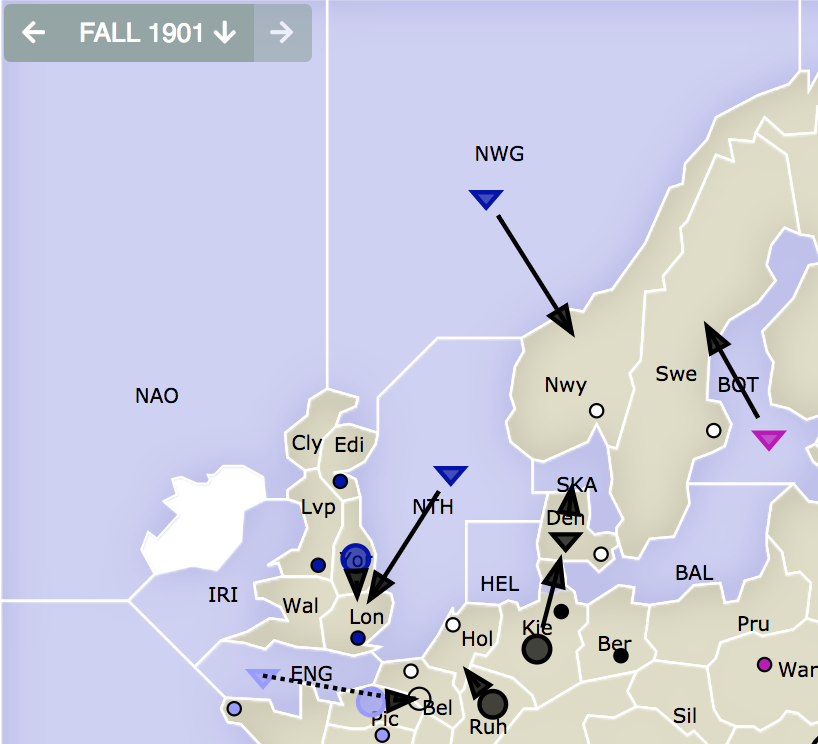 ← FALL 1901 ↓ →
NWG
Swe
BOT
Nwy
NAO
Cly Edi
SKA
Lvp
NTH
Den
Yor
BAL
HEL
IRI
Wal
Lon
Pru
Kie
Hol
Ber
War
ENG
Bel
Pic
Sil
Ruh